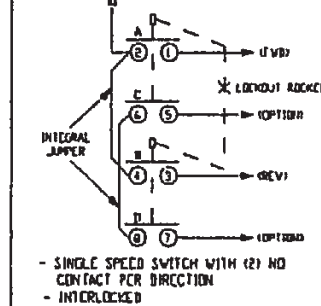 A
2 1 (FWD)
LOCKOUT ROCKER
C
6 5 (OPTION)
INTEGRAL
JUMPER
B
4 3 (REV)
D
8 7 (OPTION)
- SINGLE SPEED SWITCH WITH (2) NO
CONTACT PER DIRECTION
- INTERLOCKED